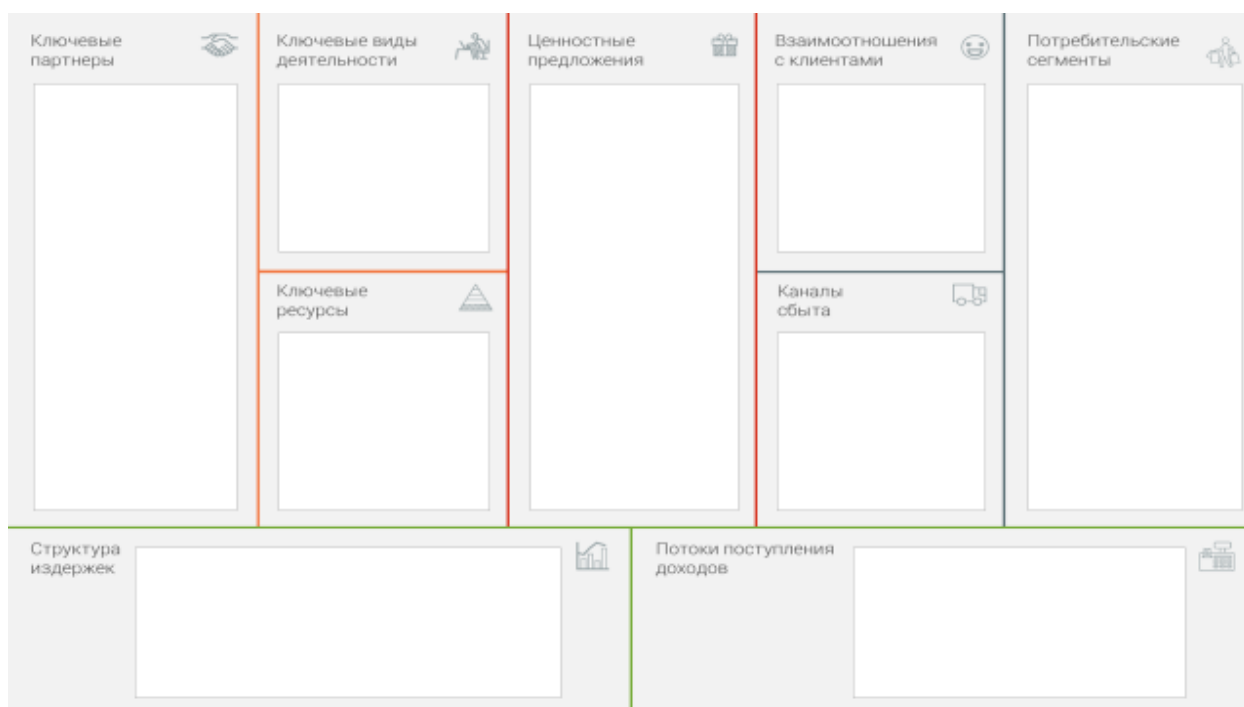 Ключевые
партнеры
Ключевые виды
деятельности
Ценностные
предложения
Взаимоотношения
с клиентами
Потребительские
сегменты
Ключевые
ресурсы
Каналы
сбыта
Структура
издержек
Потоки поступления
доходов